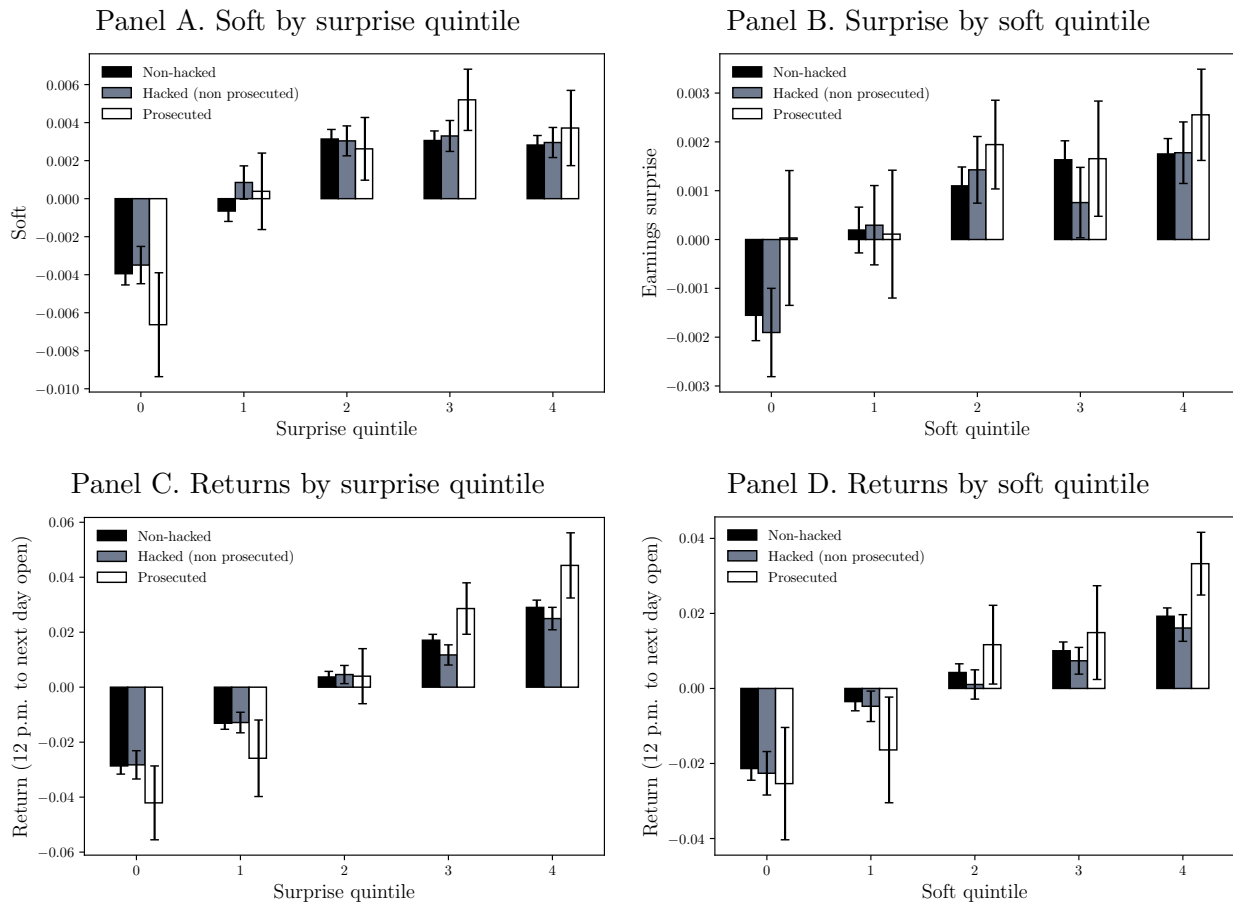 Panel A. Soft by surprise quintile
Non-hacked
Hacked (non prosecuted)
Prosecuted
0.006
0.004
0.002
0.000
−0.002
−0.004
−0.006
−0.008
−0.010
Soft
0 1 2 3 4
Surprise quintile
Panel B. Surprise by soft quintile
Non-hacked
Hacked (non prosecuted)
Prosecuted
0.003
0.002
0.001
0.000
−0.001
−0.002
−0.003
Earnings surprise
0 1 2 3 4
Soft quintile
Panel C. Returns by surprise quintile
Non-hacked
Hacked (non prosecuted)
Prosecuted
0.06
0.04
0.02
0.00
−0.02
−0.04
−0.06
Return (12 p.m. to next day open)
0 1 2 3 4
Surprise quintile
Panel D. Returns by soft quintile
Non-hacked
Hacked (non prosecuted)
Prosecuted
0.04
0.02
0.00
−0.02
−0.04
Return (12 p.m. to next day open)
0 1 2 3 4
Soft quintile